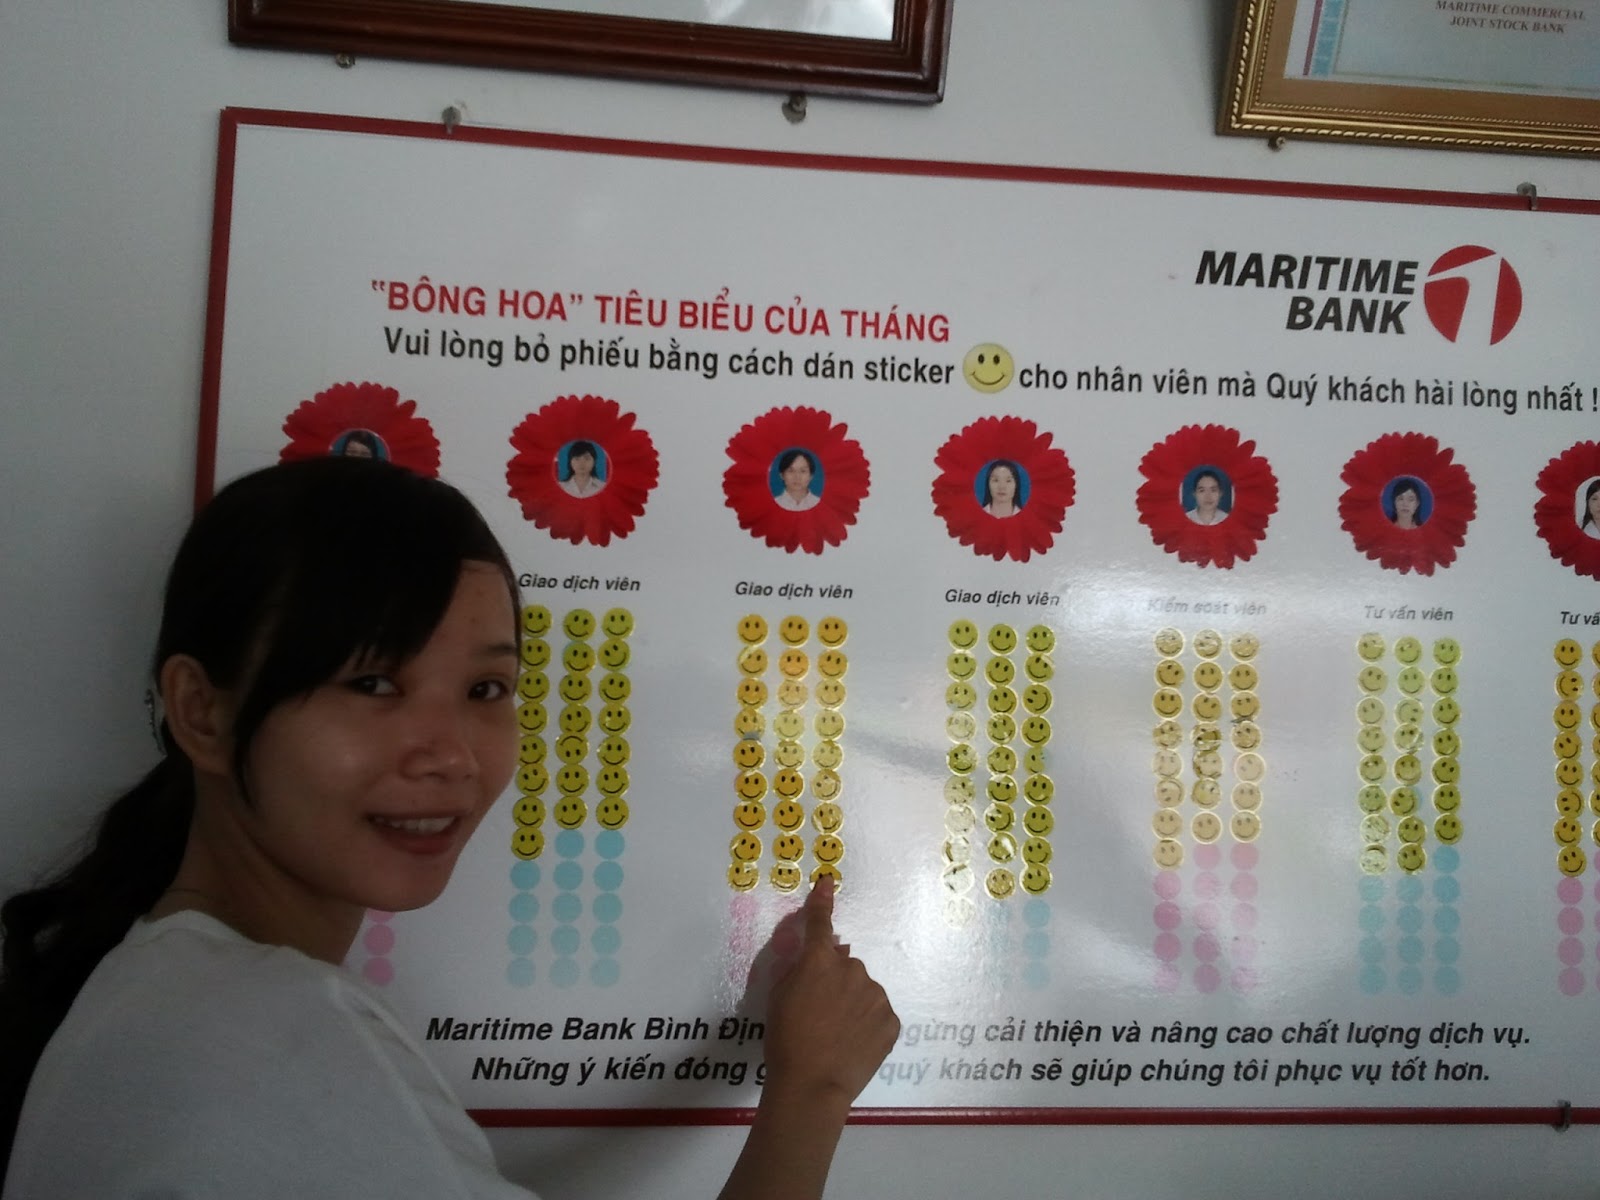 MARITIME COMMERCIAL
JOINT STOCK BANK
MARITIME
BANK
"BÔNG HOA" TIÊU BIỂU CỦA THÁNG
Vui lòng bỏ phiếu bằng cách dán sticker cho nhân viên mà Quý khách hài lòng nhất !
Giao dịch viên
Giao dịch viên
Giao dịch viên
Kiểm soát viên
Tư vấn viên
Tư
Maritime Bank Bình cải thiện và nâng cao chất lượng dịch vụ.
Những ý kiến đóng quý khách sẽ giúp chúng tôi phục vụ tốt hơn.